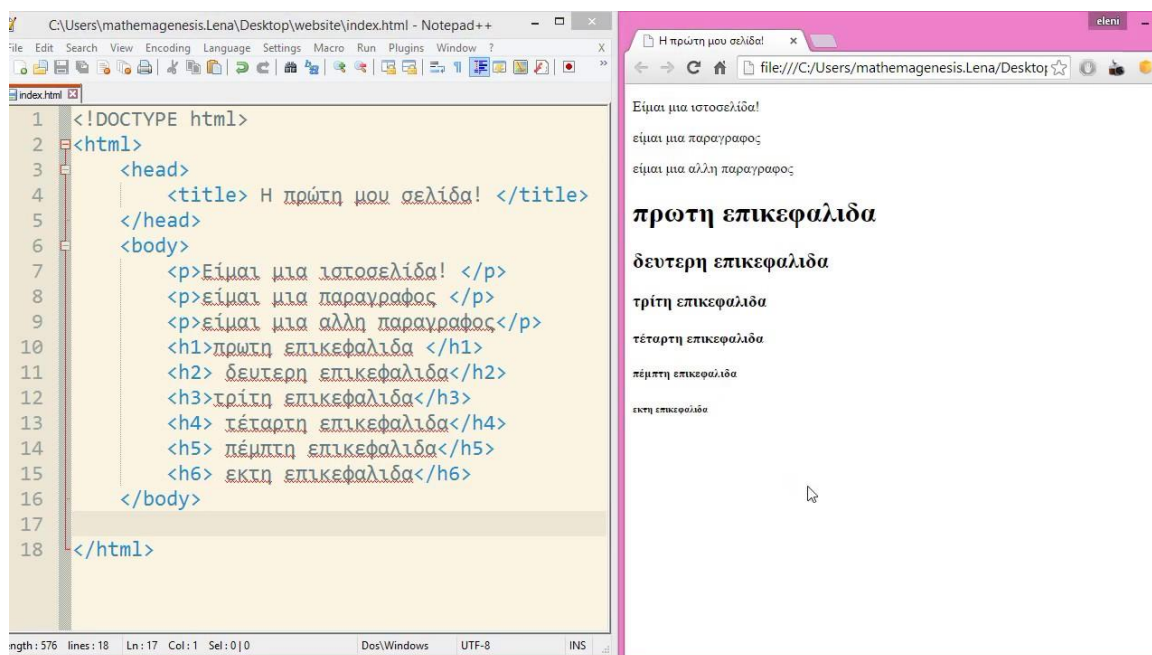 C:\Users\mathemagenesis.Lena\Desktop\website\index.html - Notepad++
File Edit Search View Encoding Language Settings Macro Run Plugins Window ? X
index.html
1 <!DOCTYPE html>
2 <html>
3 <head>
4 <title> Η πρώτη μου σελίδα! </title>
5 </head>
6 <body>
7 <p>Είμαι μια ιστοσελίδα! </p>
8 <p>είμαι μια παραγραφος </p>
9 <p>είμαι μια αλλη παραγραφος</p>
10 <h1>πρωτη επικεφαλιδα </h1>
11 <h2> δευτερη επικεφαλιδα</h2>
12 <h3>τρίτη επικεφαλιδα</h3>
13 <h4> τέταρτη επικεφαλιδα</h4>
14 <h5> πέμπτη επικεφαλιδα</h5>
15 <h6> εκτη επικεφαλιδα</h6>
16 </body>
17
18 </html>
ngth : 576 lines : 18 Ln : 17 Col : 1 Sel : 0 | 0 Dos\Windows UTF-8 INS
eleni
Η πρώτη μου σελίδα! x
file:///C:/Users/mathemagenesis.Lena/Desktop
Είμαι μια ιστοσελίδα!
είμαι μια παραγραφος
είμαι μια αλλη παραγραφος
πρωτη επικεφαλιδα
δευτερη επικεφαλιδα
τρίτη επικεφαλιδα
τέταρτη επικεφαλιδα
πέμπτη επικεφαλιδα
εκτη επικεφαλιδα